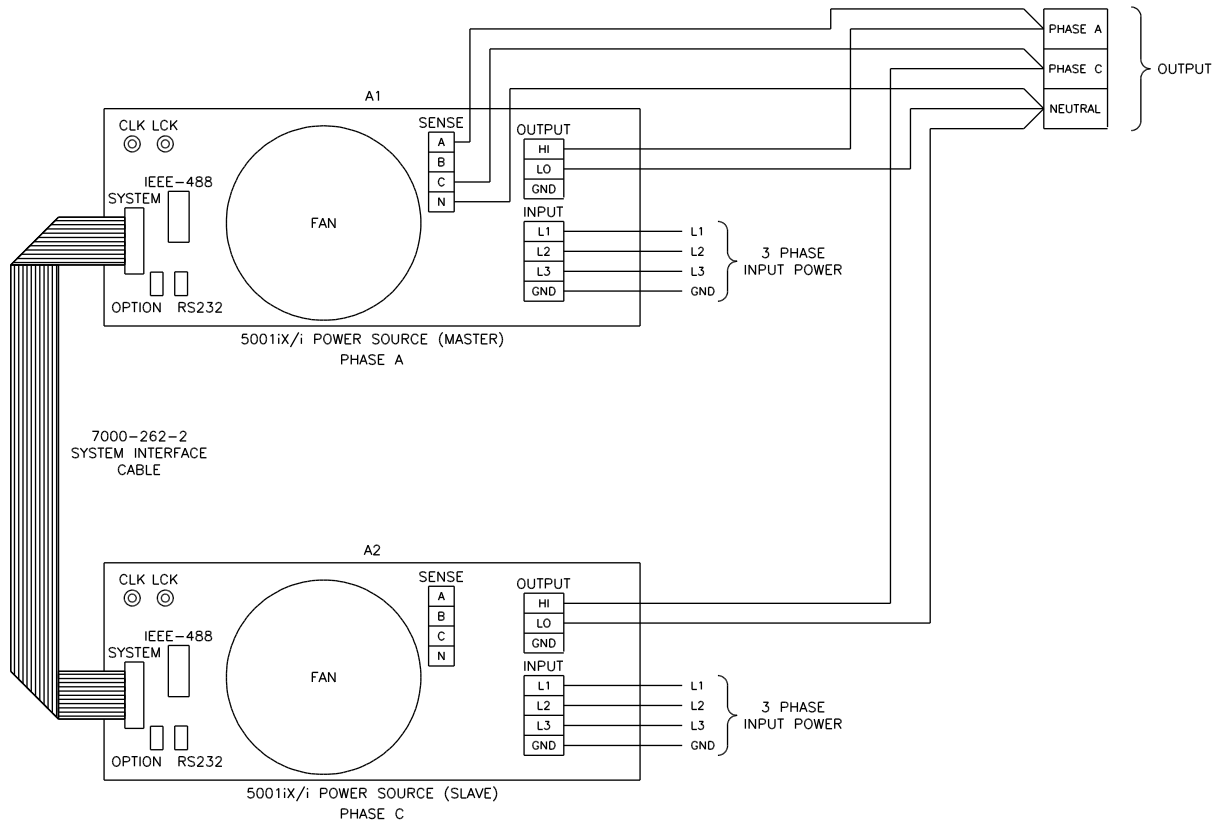 PHASE A
PHASE C
NEUTRAL
OUTPUT
A1
CLK LCK
SENSE
A
B
C
N
OUTPUT
HI
LO
GND
IEEE-488
SYSTEM
FAN
INPUT
L1
L2
L3
GND
L1
L2
L3
GND
3 PHASE
INPUT POWER
OPTION
RS232
5001iX/i POWER SOURCE (MASTER)
PHASE A
7000-262-2
SYSTEM INTERFACE
CABLE
A2
CLK LCK
SENSE
A
B
C
N
OUTPUT
HI
LO
GND
IEEE-488
SYSTEM
FAN
INPUT
L1
L2
L3
GND
L1
L2
L3
GND
3 PHASE
INPUT POWER
OPTION
RS232
5001iX/i POWER SOURCE (SLAVE)
PHASE C